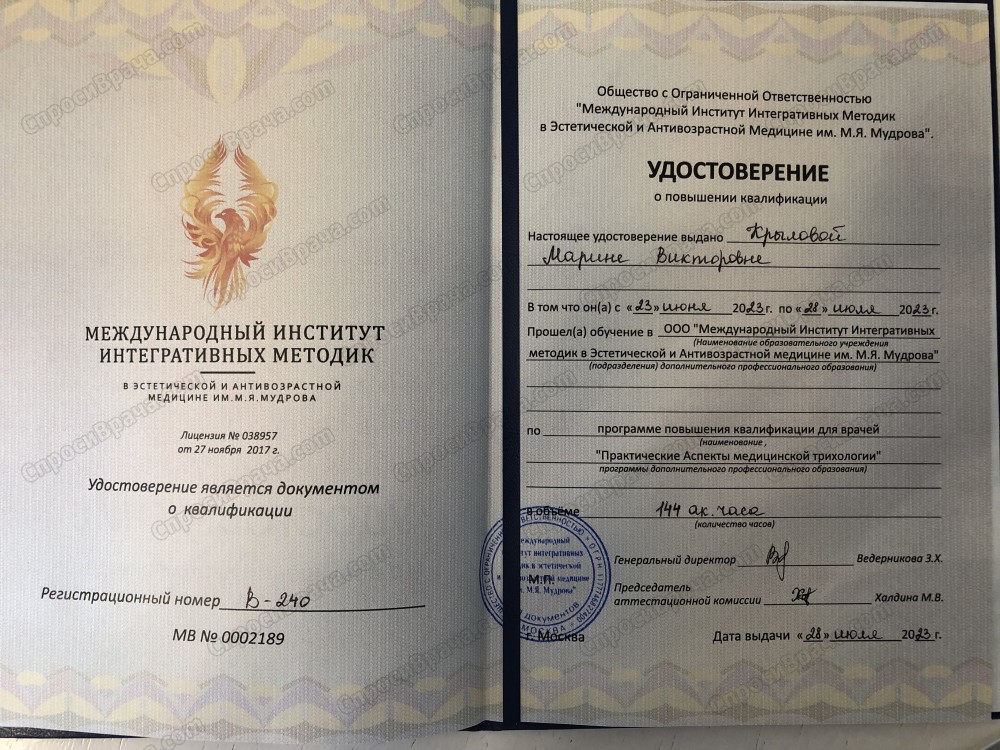 МЕЖДУНАРОДНЫЙ ИНСТИТУТ
ИНТЕГРАТИВНЫХ МЕТОДИК
В ЭСТЕТИЧЕСКОЙ И АНТИВОЗРАСТНОЙ
МЕДИЦИНЕ ИМ.М.Я.МУДРОВА
Лицензия № 038957
от 27 ноября 2017 г.
Удостоверение является документом
о квалификации
Регистрационный номер В-240
МВ № 0002189
Общество с Ограниченной Ответственностью
"Международный Институт Интегративных Методик
в Эстетической и Антивозрастной Медицине им. М.Я. Мудрова".
УДОСТОВЕРЕНИЕ
о повышении квалификации
Настоящее удостоверение выдано Крыловой
Марине Викторовне
В том что он(а) с «23» июня 2023 г. по «28» июля 2023 г.
Прошел(а) обучение в ООО "Международный Институт Интегративных
(Наименование образовательного учреждения
методик в Эстетической и Антивозрастной медицине им. М.Я. Мудрова"
(подразделения) дополнительного профессионального образования)
по программе повышения квалификации для врачей
(наименование ,
"Практические Аспекты медицинской трихологии"
программы дополнительного профессионального образования)
в объёме 144 ак. часа
(количество часов)
Генеральный директор Ведерникова З.Х.
Председатель
аттестационной комиссии Халдина М.В.
М.П.
г. Москва
Дата выдачи «28» июля 2023 г.
СпросиВрача.com